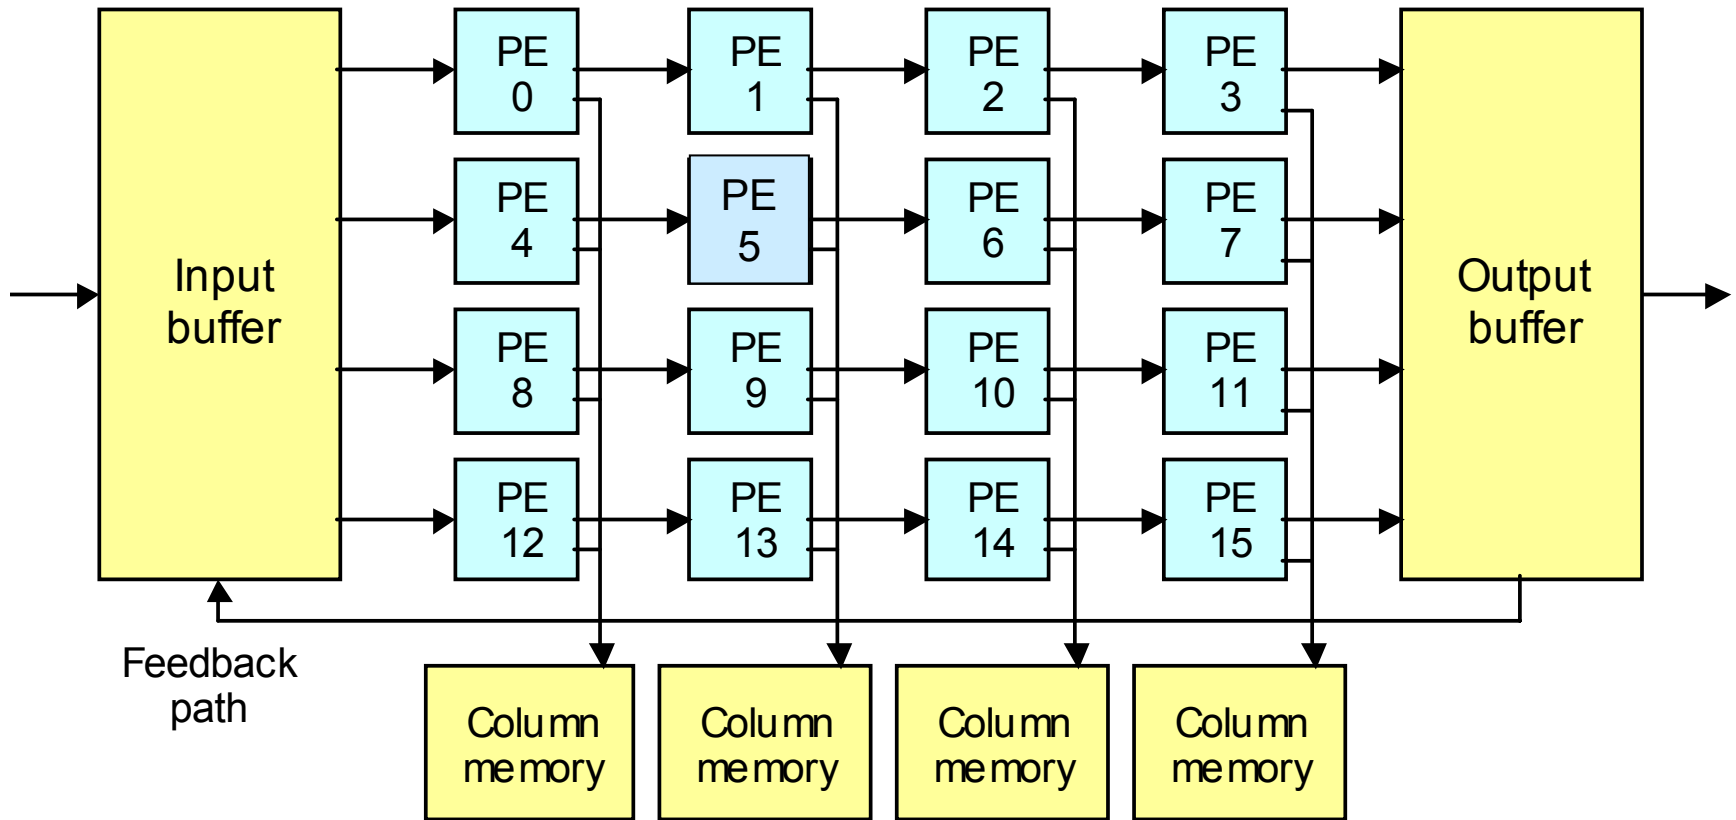 PE
0
PE
1
PE
2
PE
3
PE
4
PE
5
PE
6
PE
7
Input
buffer
Output
buffer
PE
8
PE
9
PE
10
PE
11
PE
12
PE
13
PE
14
PE
15
Feedback
path
Column
memory
Column
memory
Column
memory
Column
memory